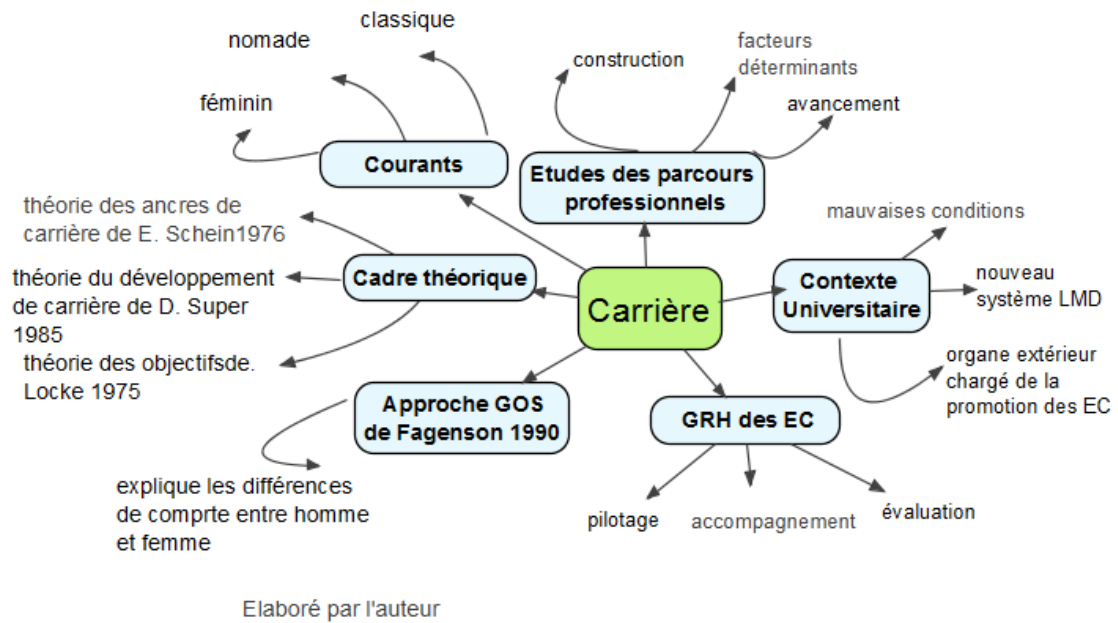 classique
nomade
féminin
Courants
construction
facteurs
déterminants
avancement
Etudes des parcours
professionnels
théorie des ancres de
carrière de E. Schein1976
théorie du développement
de carrière de D. Super
1985
théorie des objectifsde.
Locke 1975
Cadre théorique
Carrière
mauvaises conditions
Contexte
Universitaire
nouveau
système LMD
organe extérieur
chargé de la
promotion des EC
Approche GOS
de Fagenson 1990
explique les différences
de comprte entre homme
et femme
GRH des EC
pilotage
accompagnement
évaluation
Elaboré par l'auteur